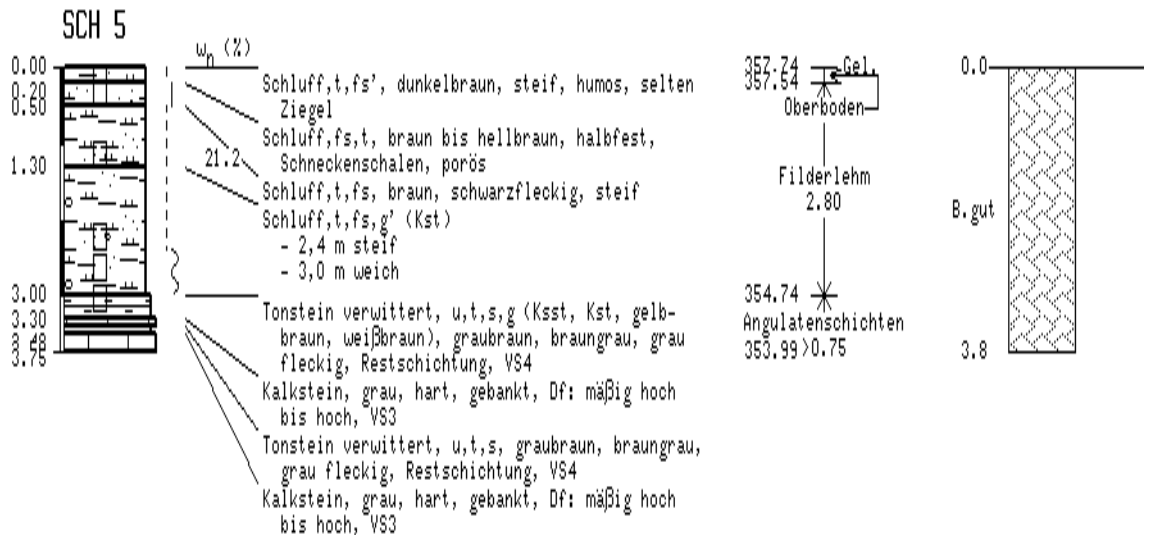 SCH 5
w_n (%)
0.00
0.20
0.50
1.30
3.00
3.30
3.75
21.2
Schluff,t,fs', dunkelbraun, steif, humos, selten
Ziegel
Schluff,fs,t, braun bis hellbraun, halbfest,
Schneckenschalen, porös
Schluff,t,fs, braun, schwarzfleckig, steif
Schluff,t,fs,g' (Kst)
- 2,4 m steif
- 3,0 m weich
Tonstein verwittert, u,t,s,g (Ksst, Kst, gelb-
braun, weißbraun), graubraun, braungrau, grau
fleckig, Restschichtung, VS4
Kalkstein, grau, hart, gebankt, Df: mäßig hoch
bis hoch, VS3
Tonstein verwittert, u,t,s, graubraun, braungrau,
grau fleckig, Restschichtung, VS4
Kalkstein, grau, hart, gebankt, Df: mäßig hoch
bis hoch, VS3
357.74 Gel.
357.54
Oberboden
Filderlehm
2.80
354.74
Angulatenschichten
353.99 >0.75
0.0
B.gut
3.8